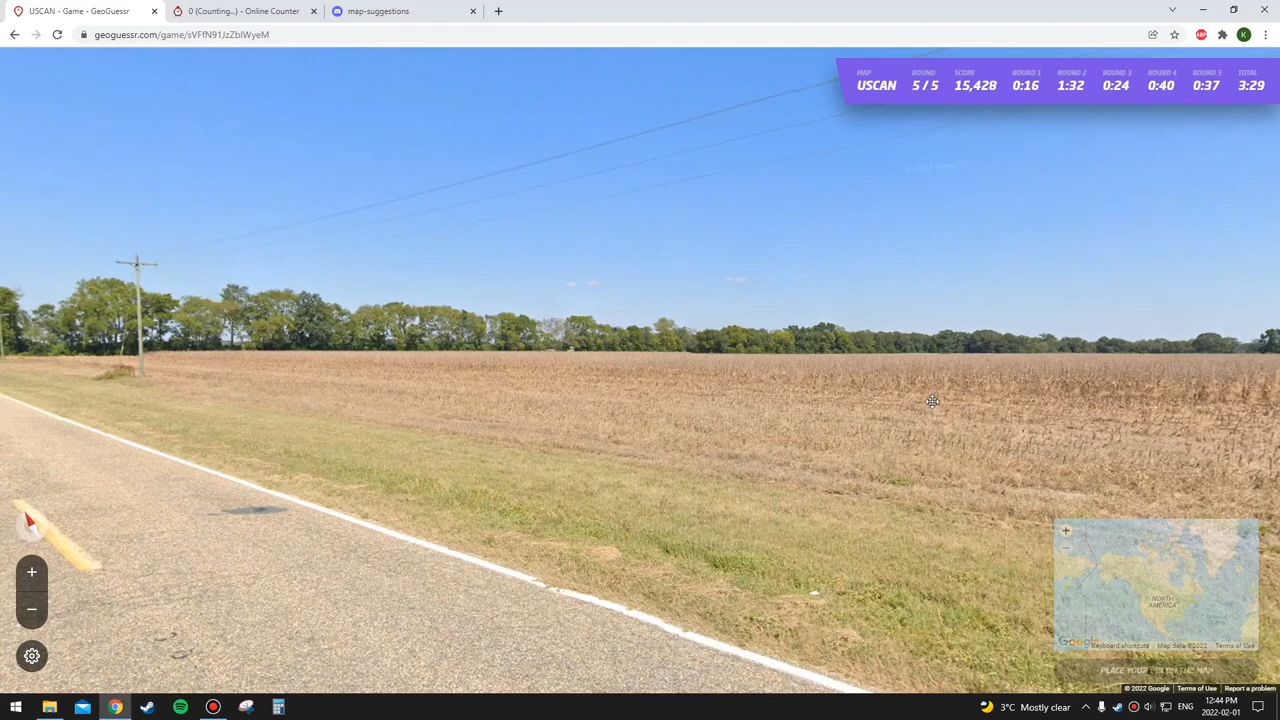 USCAN - Game - GeoGuessr
0 (Counting...) - Online Counter
map-suggestions
geoguessr.com/game/sVFfN91JzZbIWyeM
ABP
K
MAP ROUND SCORE ROUND 1 ROUND 2 ROUND 3 ROUND 4 ROUND 5 TOTAL
USCAN 5 / 5 15,428 0:16 1:32 0:24 0:40 0:37 3:29
NORTH
AMERICA
Google
Keyboard shortcuts Map data ©2022 Terms of Use
PLACE YOUR PIN ON THE MAP
© 2022 Google Terms of Use Report a problem
3°C Mostly clear
ENG
12:44 PM
2022-02-01